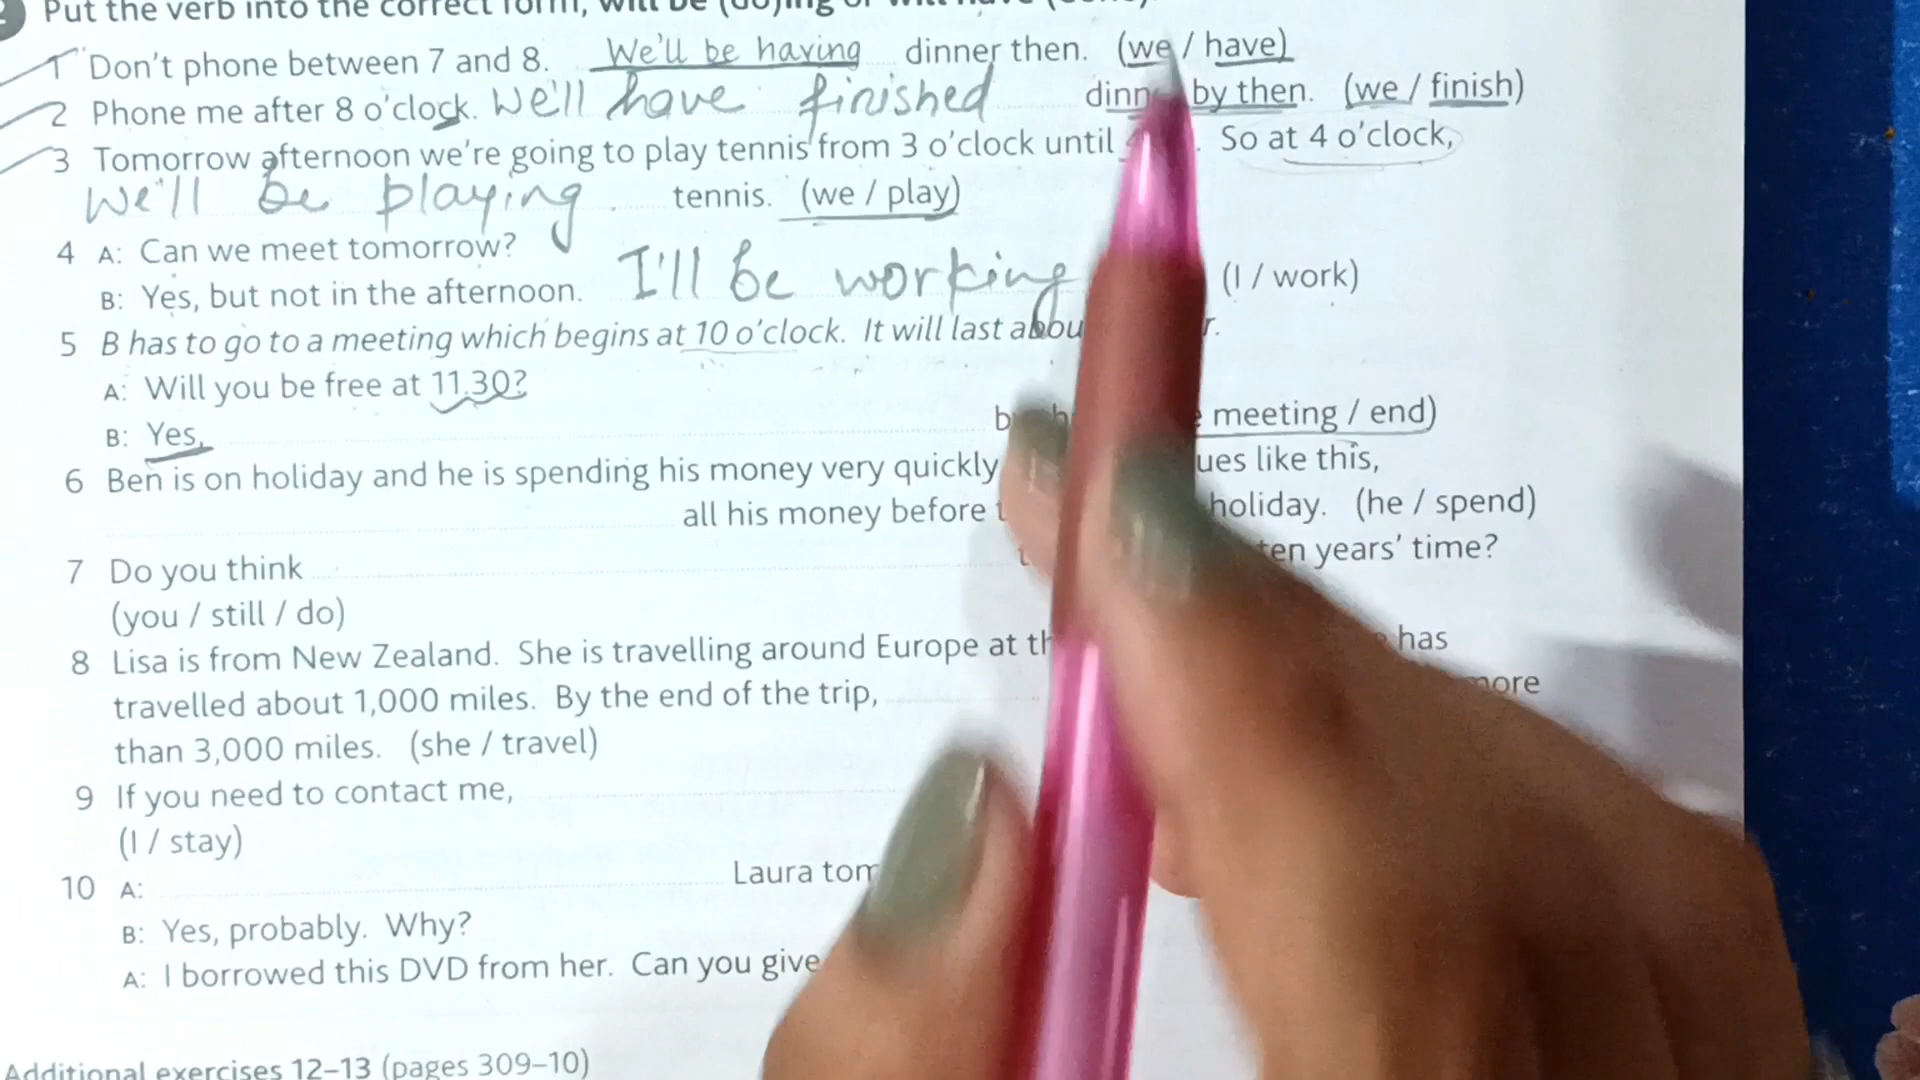 Put the verb into the correct form, will be (do)ing or will have (done).
1 Don't phone between 7 and 8. We'll be having dinner then. (we / have)
2 Phone me after 8 o'clock. We'll have finished by then. (we / finish)
3 Tomorrow afternoon we're going to play tennis from 3 o'clock until So at 4 o'clock,
We'll be playing tennis. (we / play)
4 A: Can we meet tomorrow?
B: Yes, but not in the afternoon. I'll be working (I / work)
5 B has to go to a meeting which begins at 10 o'clock. It will last
A: Will you be free at 11.30?
B: Yes, meeting / end)
6 Ben is on holiday and he is spending his money very quickly like this,
all his money before holiday. (he / spend)
7 Do you think ten years' time?
(you / still / do)
8 Lisa is from New Zealand. She is travelling around Europe at has
travelled about 1,000 miles. By the end of the trip, more
than 3,000 miles. (she / travel)
9 If you need to contact me,
(I / stay)
10 A: Laura
B: Yes, probably. Why?
A: I borrowed this DVD from her. Can you give
Additional exercises 12–13 (pages 309–10)